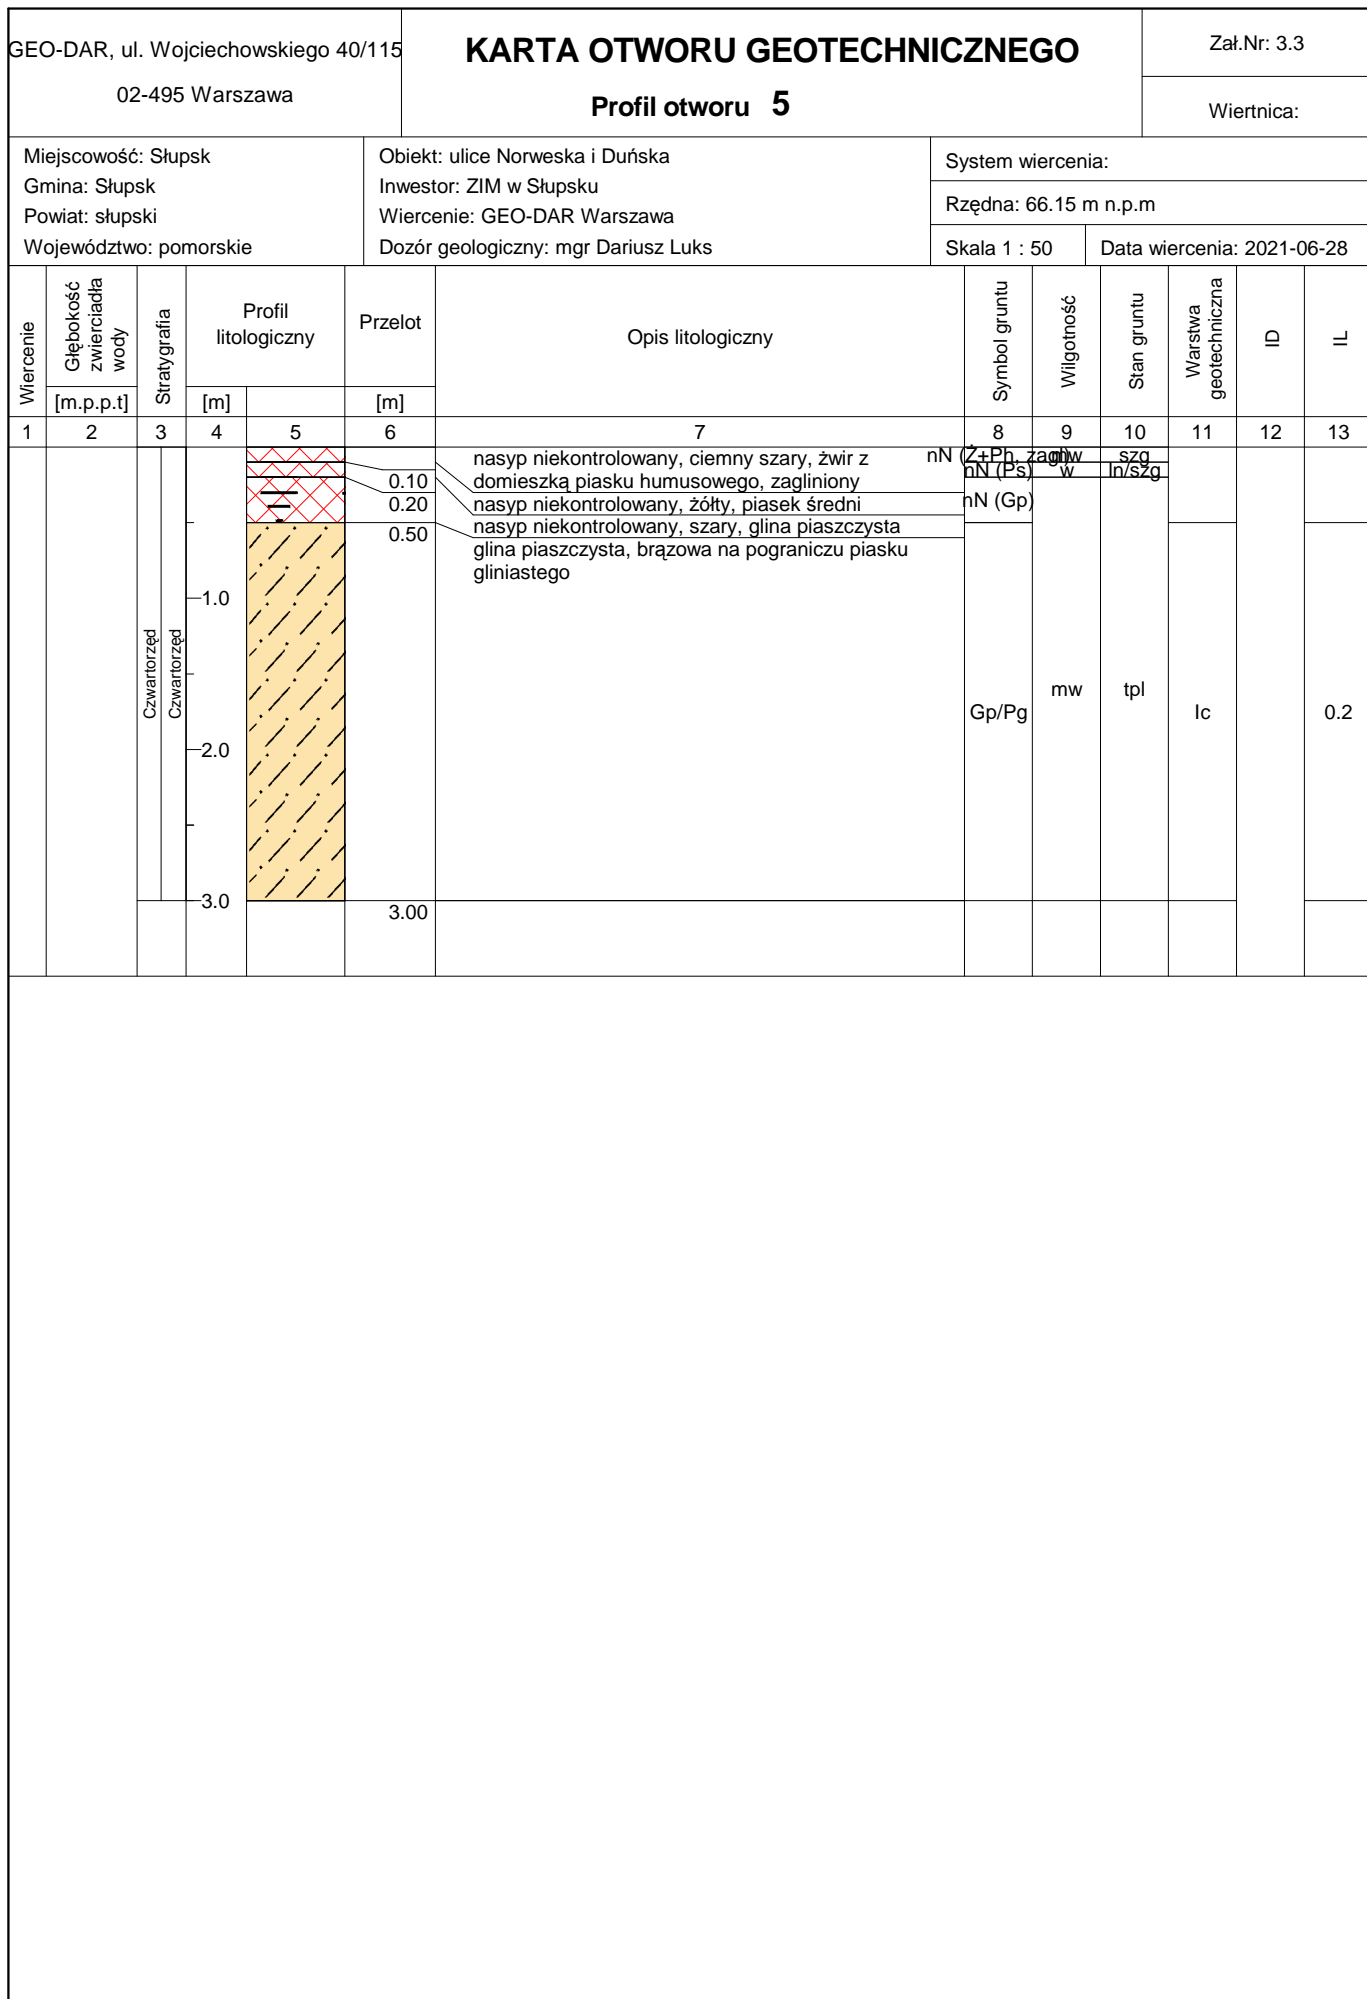 GEO-DAR, ul. Wojciechowskiego 40/115
02-495 Warszawa
KARTA OTWORU GEOTECHNICZNEGO
Profil otworu 5
Zał.Nr: 3.3
Wiertnica:
Miejscowość: Słupsk
Gmina: Słupsk
Powiat: słupski
Województwo: pomorskie
Obiekt: ulice Norweska i Duńska
Inwestor: ZIM w Słupsku
Wiercenie: GEO-DAR Warszawa
Dozór geologiczny: mgr Dariusz Luks
System wiercenia:
Rzędna: 66.15 m n.p.m
Skala 1 : 50
Data wiercenia: 2021-06-28
Wiercenie
Głębokość
zwierciadła
wody
[m.p.p.t]
Stratygrafia
Profil
litologiczny
[m]
Przelot
[m]
Opis litologiczny
Symbol gruntu
Wilgotność
Stan gruntu
Warstwa
geotechniczna
ID
IL
1 2 3 4 5 6 7 8 9 10 11 12 13
nasyp niekontrolowany, ciemny szary, żwir z
domieszką piasku humusowego, zagliniony
nasyp niekontrolowany, żółty, piasek średni
nasyp niekontrolowany, szary, glina piaszczysta
glina piaszczysta, brązowa na pograniczu piasku
gliniastego
0.10
0.20
0.50
3.00
nN (Ż+Ph, zagl) mw szg
nN (Ps) w ln/szg
nN (Gp)
Czwartorzęd
Czwartorzęd
1.0
2.0
3.0
Gp/Pg
mw
tpl
Ic
0.2